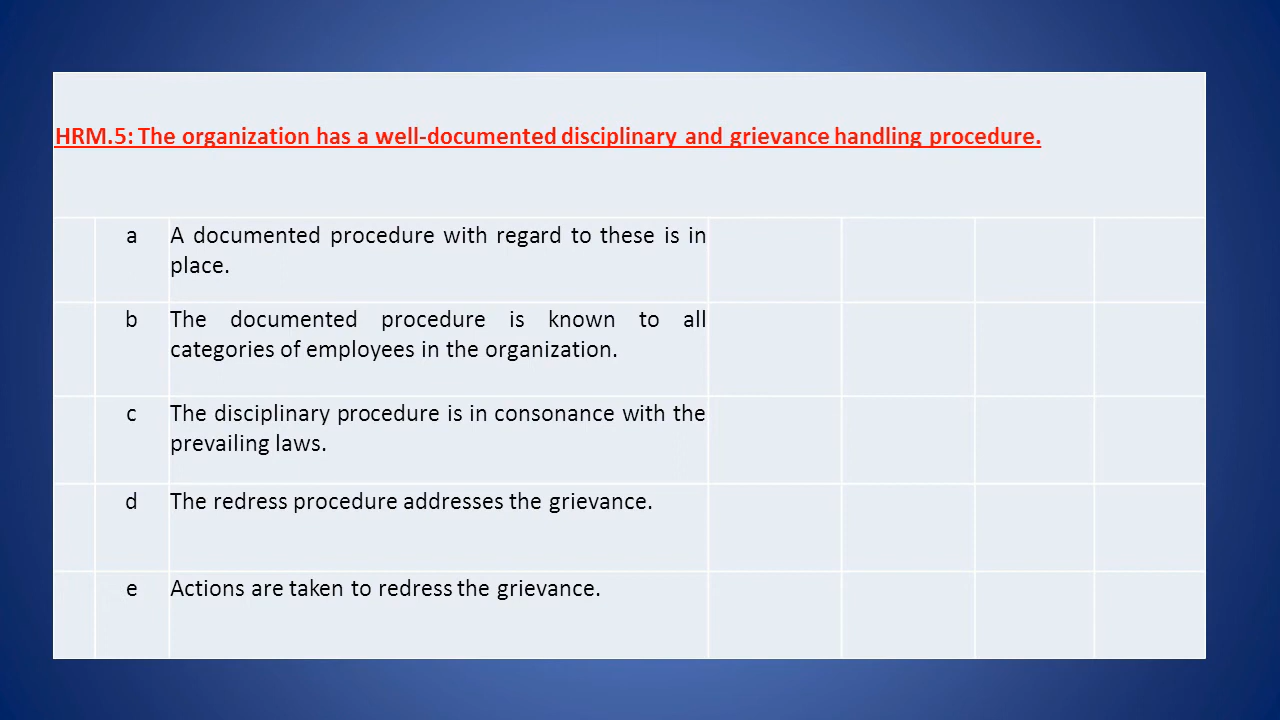 HRM.5: The organization has a well-documented disciplinary and grievance handling procedure.
a A documented procedure with regard to these is in
place.
b The documented procedure is known to all
categories of employees in the organization.
c The disciplinary procedure is in consonance with the
prevailing laws.
d The redress procedure addresses the grievance.
e Actions are taken to redress the grievance.